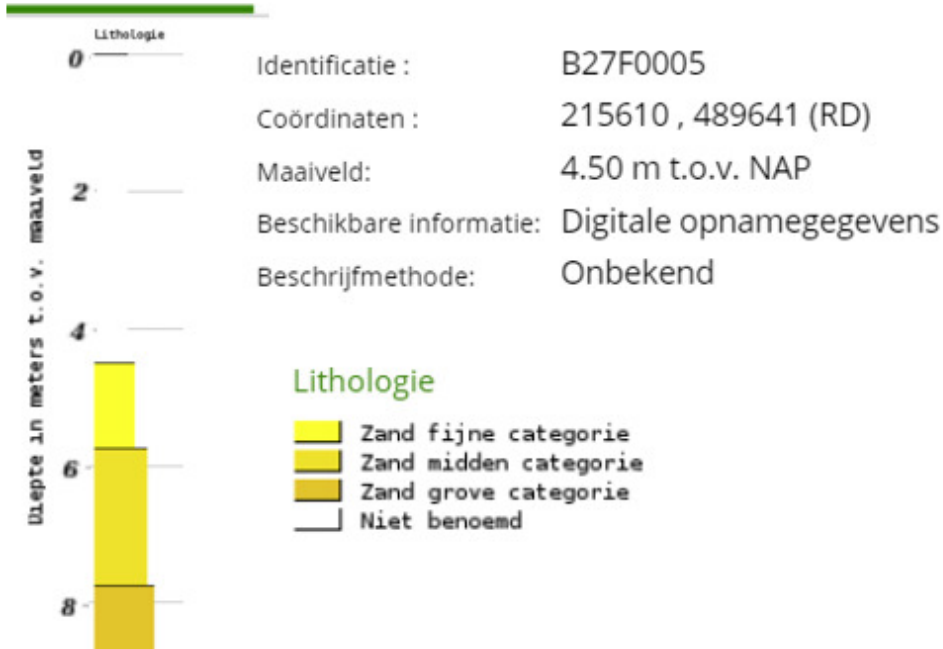 Lithologie
0
2
4
6
8
Diepte in meters t.o.v. maaiveld
Identificatie : B27F0005
Coördinaten : 215610 , 489641 (RD)
Maaiveld: 4.50 m t.o.v. NAP
Beschikbare informatie: Digitale opnamegegevens
Beschrijfmethode: Onbekend
Lithologie
Zand fijne categorie
Zand midden categorie
Zand grove categorie
Niet benoemd